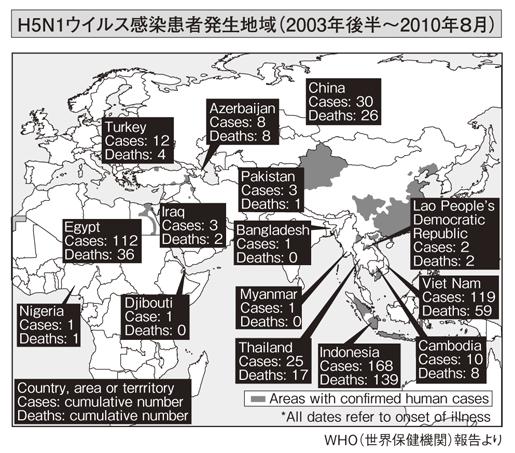 H5N1ウイルス感染患者発生地域（2003年後半〜2010年8月）
China
Cases: 30
Deaths: 26
Azerbaijan
Cases: 8
Deaths: 8
Turkey
Cases: 12
Deaths: 4
Pakistan
Cases: 3
Deaths: 1
Lao People's
Democratic
Republic
Cases: 2
Deaths: 2
Iraq
Cases: 3
Deaths: 2
Egypt
Cases: 112
Deaths: 36
Bangladesh
Cases: 1
Deaths: 0
Viet Nam
Cases: 119
Deaths: 59
Myanmar
Cases: 1
Deaths: 0
Djibouti
Cases: 1
Deaths: 0
Nigeria
Cases: 1
Deaths: 1
Thailand
Cases: 25
Deaths: 17
Indonesia
Cases: 168
Deaths: 139
Cambodia
Cases: 10
Deaths: 8
Country, area or terrritory
Cases: cumulative number
Deaths: cumulative number
Areas with confirmed human cases
*All dates refer to onset of illness
WHO（世界保健機関）報告より